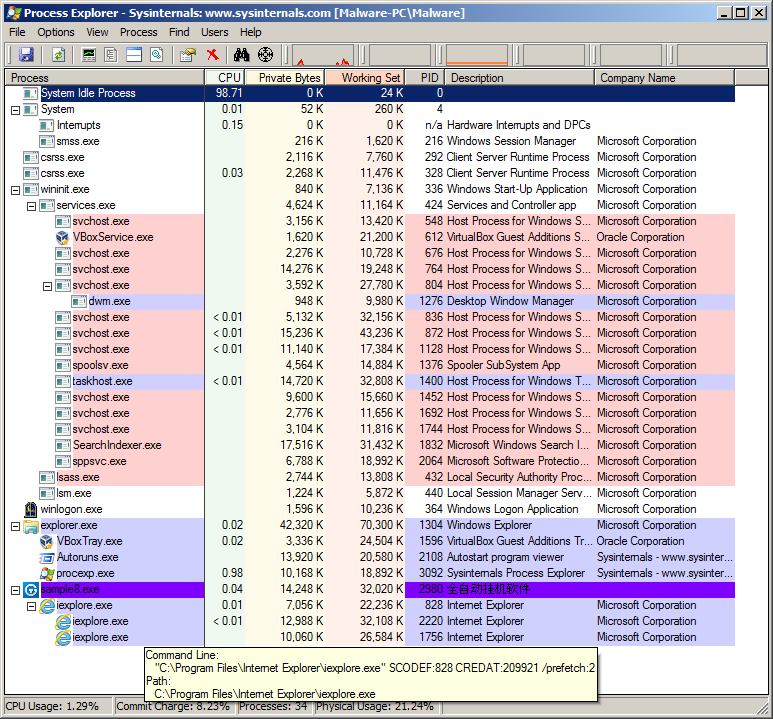 Process Explorer - Sysinternals: www.sysinternals.com [Malware-PC\Malware]
File Options View Process Find Users Help
Process CPU Private Bytes Working Set PID Description Company Name
System Idle Process 98.71 0 K 24 K 0
System 0.01 52 K 260 K 4
Interrupts 0.15 0 K 0 K n/a Hardware Interrupts and DPCs
smss.exe 216 K 1,620 K 216 Windows Session Manager Microsoft Corporation
csrss.exe 2,116 K 7,760 K 292 Client Server Runtime Process Microsoft Corporation
csrss.exe 0.03 2,268 K 11,476 K 328 Client Server Runtime Process Microsoft Corporation
wininit.exe 840 K 7,136 K 336 Windows Start-Up Application Microsoft Corporation
services.exe 4,624 K 11,164 K 424 Services and Controller app Microsoft Corporation
svchost.exe 3,156 K 13,420 K 548 Host Process for Windows S... Microsoft Corporation
VBoxService.exe 1,620 K 21,200 K 612 VirtualBox Guest Additions S... Oracle Corporation
svchost.exe 2,276 K 10,728 K 676 Host Process for Windows S... Microsoft Corporation
svchost.exe 14,276 K 19,248 K 764 Host Process for Windows S... Microsoft Corporation
svchost.exe 3,592 K 27,780 K 804 Host Process for Windows S... Microsoft Corporation
dwm.exe 948 K 9,980 K 1276 Desktop Window Manager Microsoft Corporation
svchost.exe < 0.01 5,132 K 32,156 K 836 Host Process for Windows S... Microsoft Corporation
svchost.exe < 0.01 15,236 K 43,236 K 872 Host Process for Windows S... Microsoft Corporation
svchost.exe < 0.01 11,140 K 17,384 K 1128 Host Process for Windows S... Microsoft Corporation
spoolsv.exe 4,564 K 14,884 K 1376 Spooler SubSystem App Microsoft Corporation
taskhost.exe < 0.01 14,720 K 32,808 K 1400 Host Process for Windows T... Microsoft Corporation
svchost.exe 9,600 K 15,660 K 1452 Host Process for Windows S... Microsoft Corporation
svchost.exe 2,776 K 11,656 K 1692 Host Process for Windows S... Microsoft Corporation
svchost.exe 3,104 K 11,816 K 1744 Host Process for Windows S... Microsoft Corporation
SearchIndexer.exe 17,516 K 31,432 K 1832 Microsoft Windows Search I... Microsoft Corporation
sppsvc.exe 6,788 K 18,992 K 2064 Microsoft Software Protectio... Microsoft Corporation
lsass.exe 2,744 K 13,808 K 432 Local Security Authority Proc... Microsoft Corporation
lsm.exe 1,224 K 5,872 K 440 Local Session Manager Serv... Microsoft Corporation
winlogon.exe 1,596 K 10,236 K 364 Windows Logon Application Microsoft Corporation
explorer.exe 0.02 42,320 K 70,300 K 1304 Windows Explorer Microsoft Corporation
VBoxTray.exe 0.02 3,336 K 24,504 K 1596 VirtualBox Guest Additions Tr... Oracle Corporation
Autoruns.exe 13,920 K 20,580 K 2108 Autostart program viewer Sysinternals - www.sysinter...
procexp.exe 0.98 10,168 K 18,892 K 3092 Sysinternals Process Explorer Sysinternals - www.sysinter...
sample8.exe 0.04 14,248 K 32,020 K 2980 全自动挂机软件
iexplore.exe 0.01 7,056 K 22,236 K 828 Internet Explorer Microsoft Corporation
iexplore.exe < 0.01 12,988 K 32,108 K 2220 Internet Explorer Microsoft Corporation
iexplore.exe 10,060 K 26,584 K 1756 Internet Explorer Microsoft Corporation
Command Line:
"C:\Program Files\Internet Explorer\iexplore.exe" SCODEF:828 CREDAT:209921 /prefetch:2
Path:
C:\Program Files\Internet Explorer\iexplore.exe
CPU Usage: 1.29% Commit Charge: 8.23% Processes: 34 Physical Usage: 21.24%